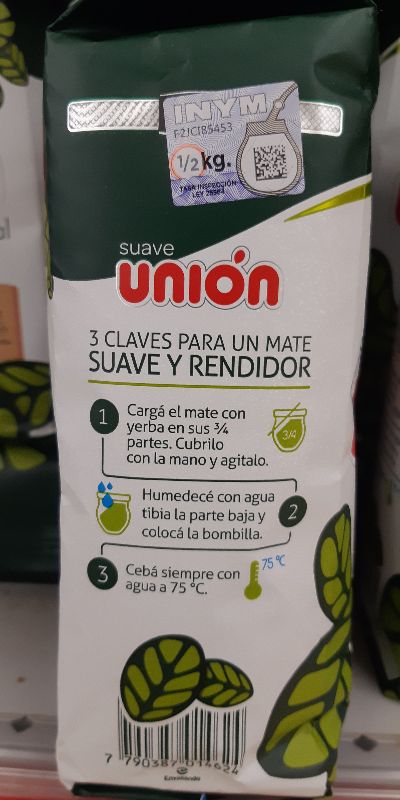 INYM
F2JCI85453
1/2 kg.
TASA INSPECCIÓN
LEY 25564
suave
unión
3 CLAVES PARA UN MATE
SUAVE Y RENDIDOR
1 Cargá el mate con
yerba en sus ¾
partes. Cubrilo
con la mano y agitalo.
3/4
Humedecé con agua
tibia la parte baja y
colocá la bombilla.
2
3 Cebá siempre con
agua a 75 °C.
75 °C
7 790387 014624